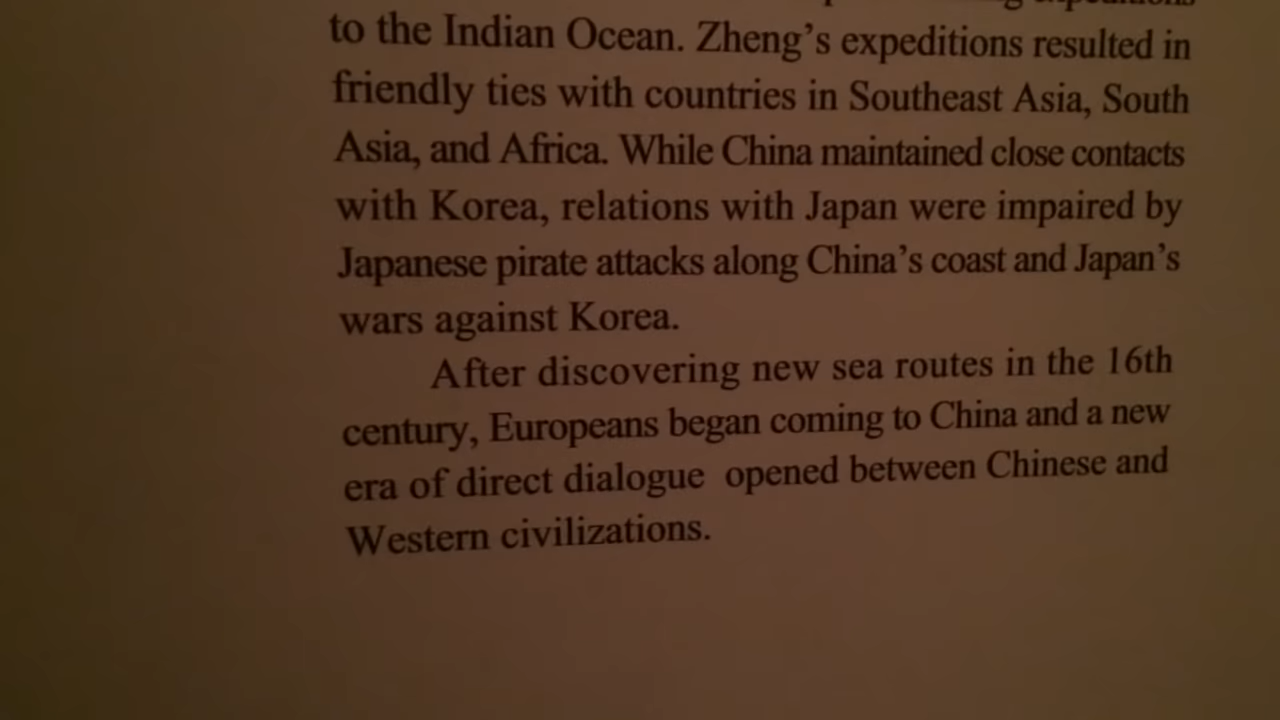 to the Indian Ocean. Zheng's expeditions resulted in
friendly ties with countries in Southeast Asia, South
Asia, and Africa. While China maintained close contacts
with Korea, relations with Japan were impaired by
Japanese pirate attacks along China's coast and Japan's
wars against Korea.
After discovering new sea routes in the 16th
century, Europeans began coming to China and a new
era of direct dialogue opened between Chinese and
Western civilizations.